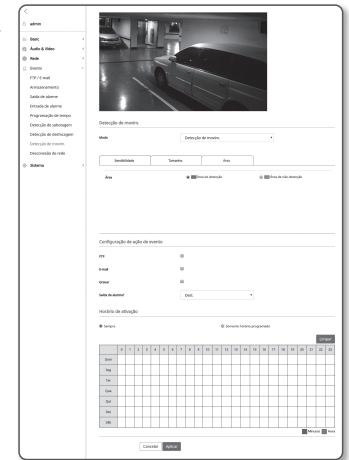 admin
Basic
Áudio & Vídeo
Rede
Evento
FTP / E-mail
Armazenamento
Saída de alarme
Entrada de alarme
Programação de tempo
Detecção de sabotagem
Detecção de desfocagem
Detecção de movim.
Desconexão de rede
Sistema
Detecção de movim.
Modo Detecção de movim.
Sensibilidade Tamanho Área
Área Área de detecção Área de não detecção
Configuração de ação de evento
FTP
E-mail
Gravar
Saída de alarme1 Desl.
Horário de ativação
Sempre Somente horário programado
Limpar
0 1 2 3 4 5 6 7 8 9 10 11 12 13 14 15 16 17 18 19 20 21 22 23
Dom
Seg
Ter
Qua
Qui
Sex
Sáb
Minutos Hora
Cancelar Aplicar